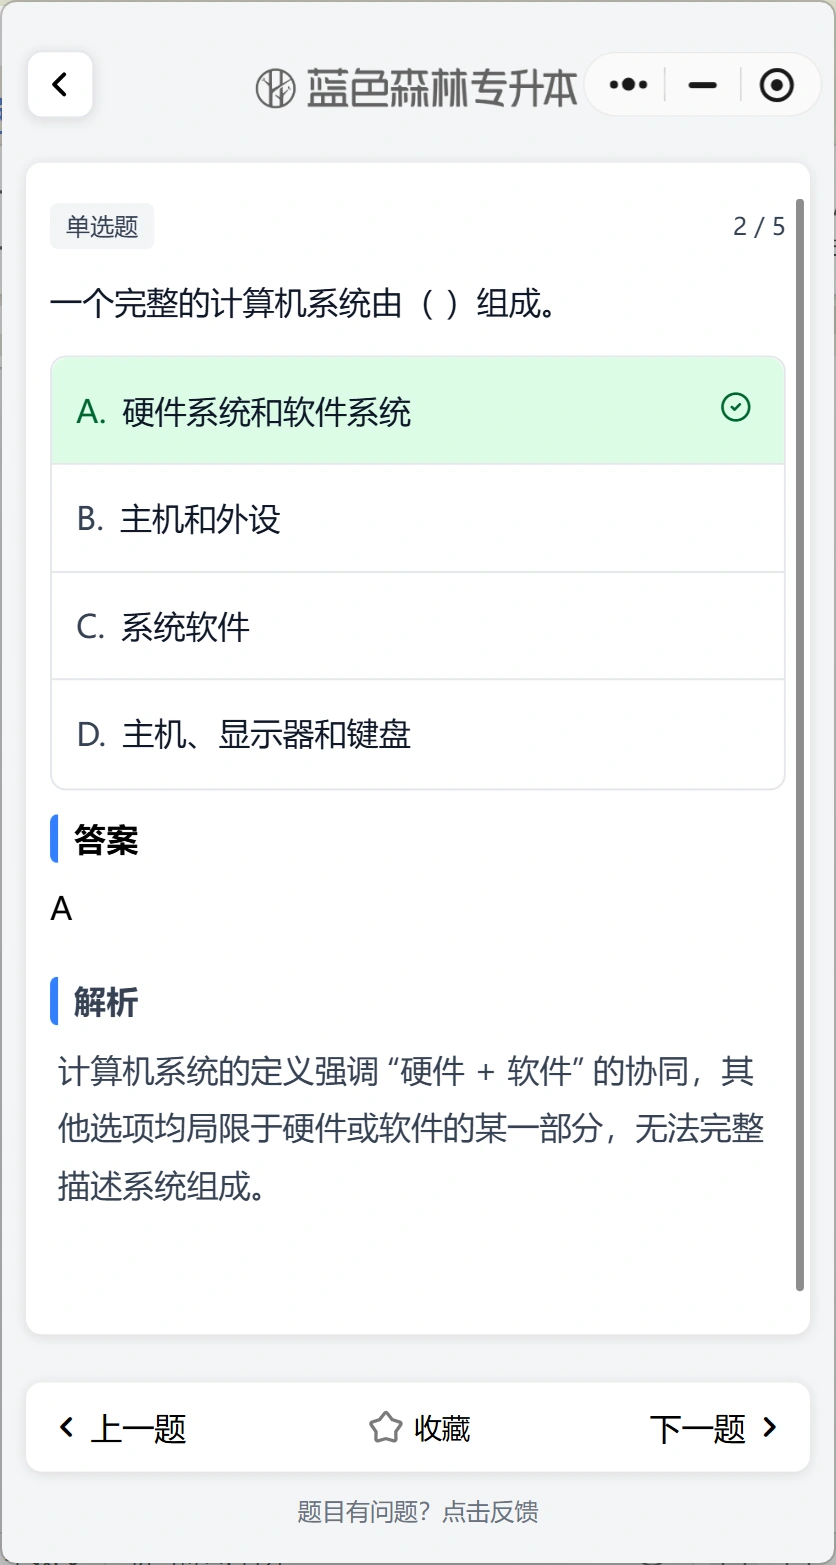 蓝色森林专升本
单选题
2 / 5
一个完整的计算机系统由（ ）组成。
A. 硬件系统和软件系统
B. 主机和外设
C. 系统软件
D. 主机、显示器和键盘
答案
A
解析
计算机系统的定义强调 “硬件 + 软件” 的协同，其
他选项均局限于硬件或软件的某一部分，无法完整
描述系统组成。
上一题
收藏
下一题
题目有问题？点击反馈